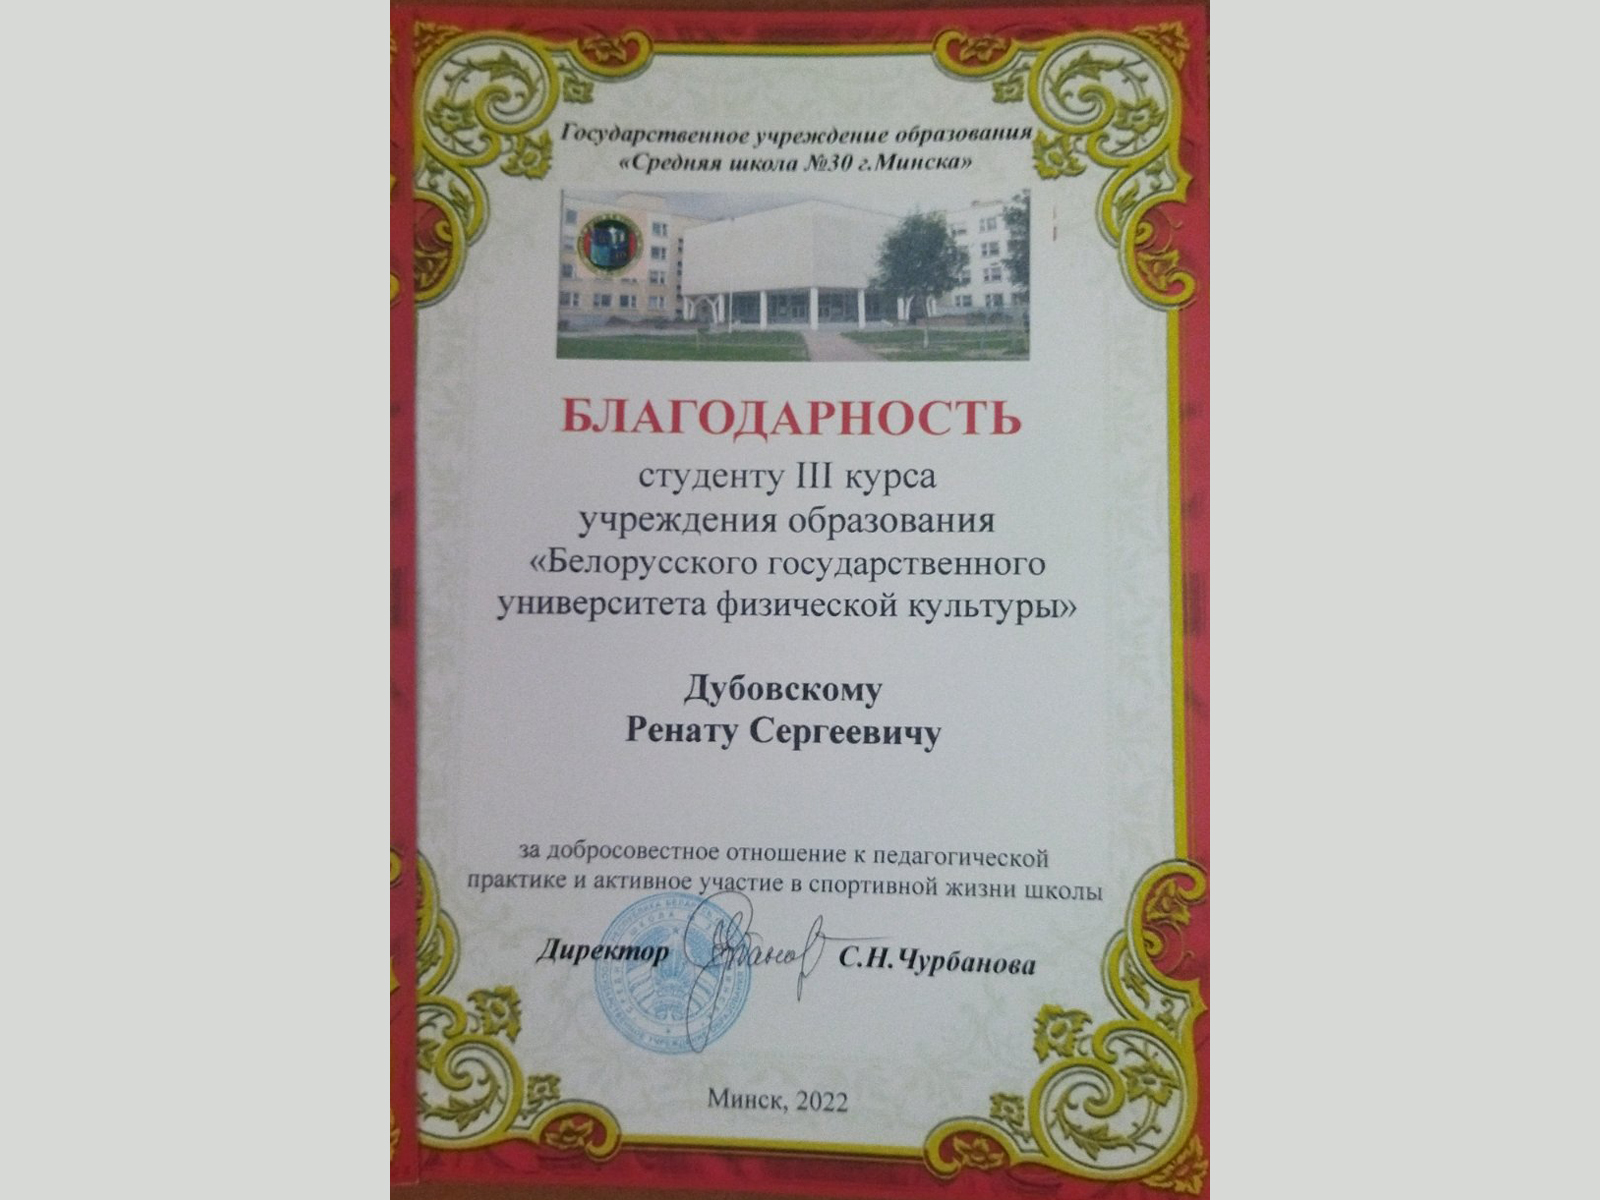 Государственное учреждение образования
«Средняя школа №30 г.Минска»
БЛАГОДАРНОСТЬ
студенту III курса
учреждения образования
«Белорусского государственного
университета физической культуры»
Дубовскому
Ренату Сергеевичу
за добросовестное отношение к педагогической
практике и активное участие в спортивной жизни школы
Директор С.Н.Чурбанова
Минск, 2022